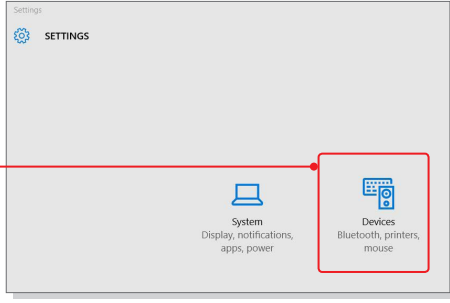 Settings
SETTINGS
System
Display, notifications,
apps, power
Devices
Bluetooth, printers,
mouse